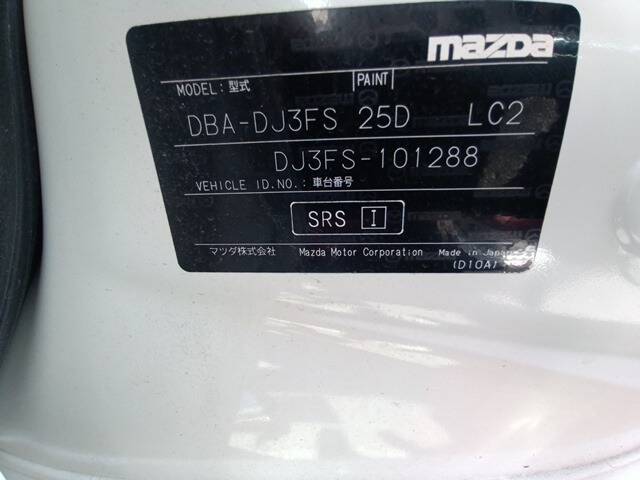 mazda
MODEL:型式 PAINT
DBA-DJ3FS 25D LC2
DJ3FS-101288
VEHICLE ID.NO.:車台番号
SRS I
マツダ株式会社 Mazda Motor Corporation Made in Japan
(D10A)